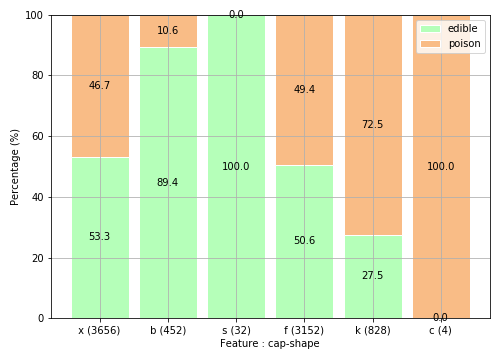 100
80
60
40
20
0
Percentage (%)
edible
poison
46.7
53.3
10.6
89.4
0.0
100.0
49.4
50.6
72.5
27.5
100.0
0.0
x (3656)
b (452)
s (32)
f (3152)
k (828)
c (4)
Feature : cap-shape